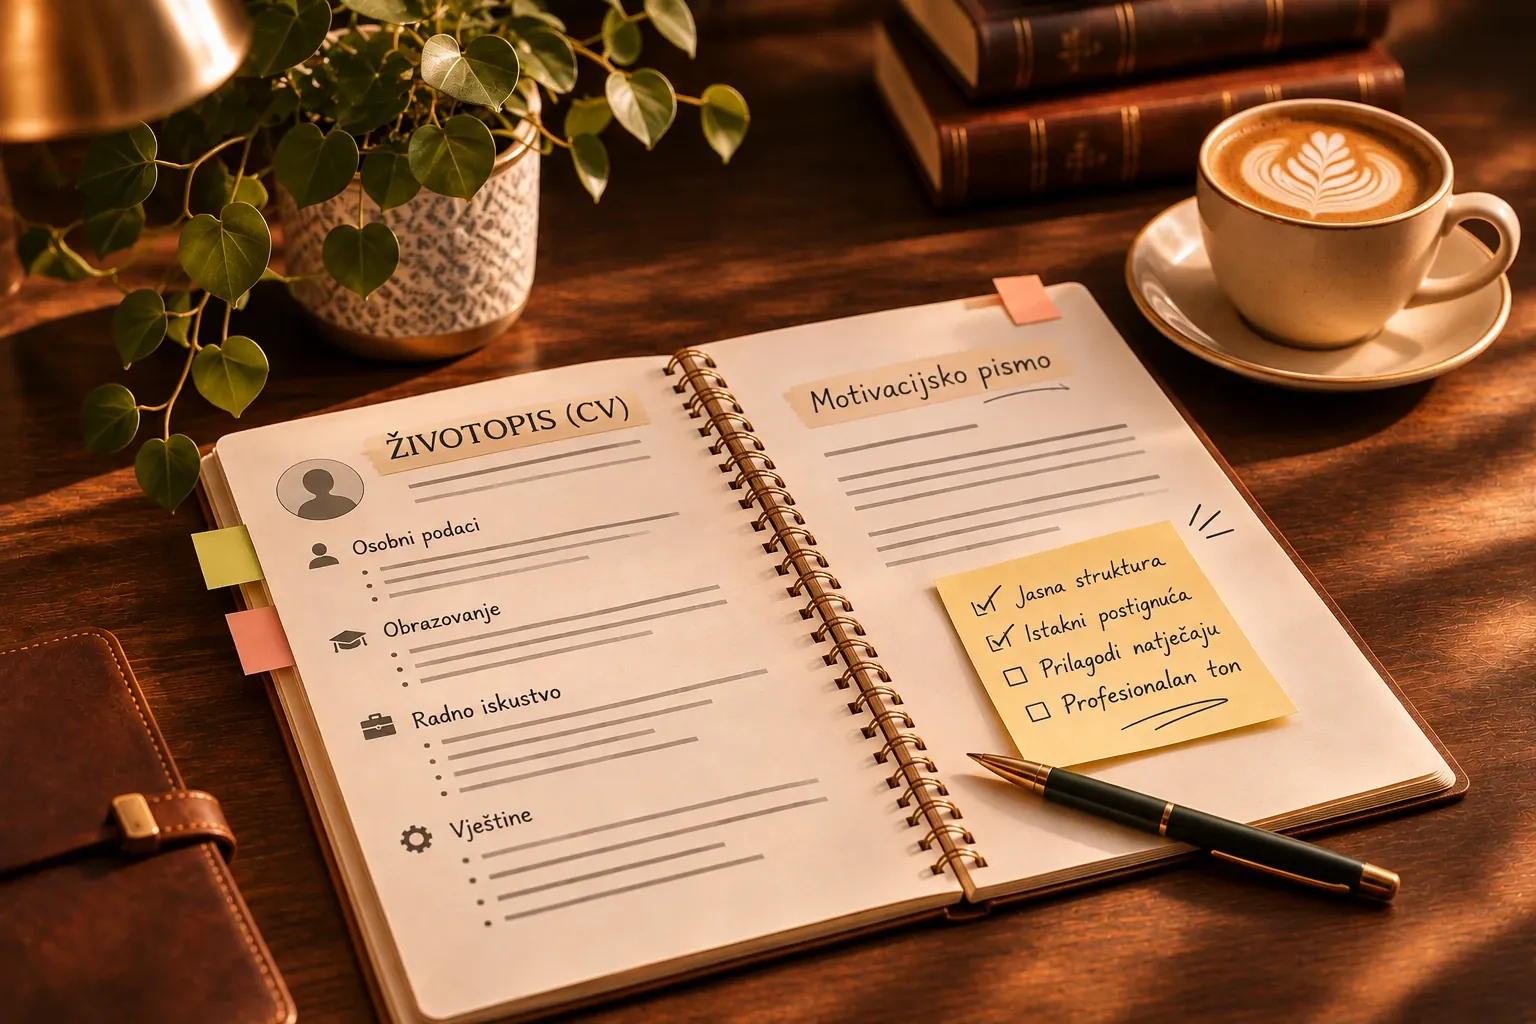 ŽIVOTOPIS (CV)
Osobni podaci
Obrazovanje
Radno iskustvo
Vještine
Motivacijsko pismo
Jasna struktura
Istakni postignuća
Prilagodi natječaju
Profesionalan ton